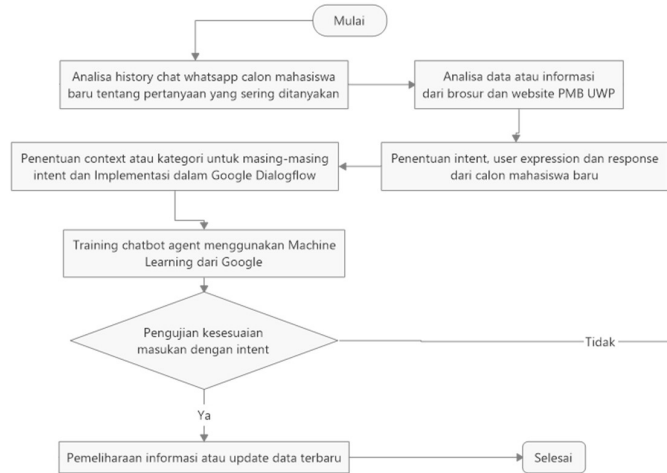 Mulai
Analisa history chat whatsapp calon mahasiswa
baru tentang pertanyaan yang sering ditanyakan
Analisa data atau informasi
dari brosur dan website PMB UWP
Penentuan context atau kategori untuk masing-masing
intent dan Implementasi dalam Google Dialogflow
Penentuan intent, user expression dan response
dari calon mahasiswa baru
Training chatbot agent menggunakan Machine
Learning dari Google
Pengujian kesesuaian
masukan dengan intent
Tidak
Ya
Pemeliharaan informasi atau update data terbaru
Selesai